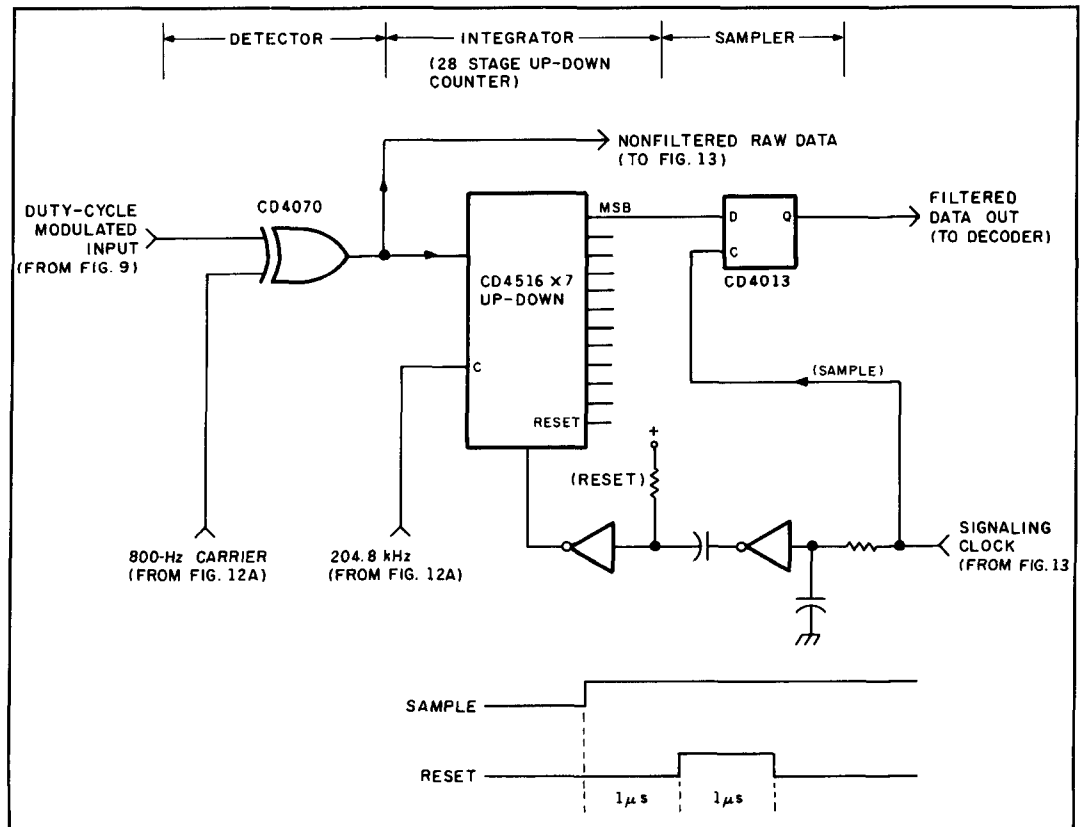 DETECTOR
INTEGRATOR
(28 STAGE UP-DOWN
COUNTER)
SAMPLER
NONFILTERED RAW DATA
(TO FIG. 13)
DUTY-CYCLE
MODULATED
INPUT
(FROM FIG. 9)
CD4070
MSB
CD4516 ×7
UP-DOWN
C
RESET
D
Q
C
CD4013
FILTERED
DATA OUT
(TO DECODER)
(SAMPLE)
+
(RESET)
800-Hz CARRIER
(FROM FIG. 12A)
204.8 kHz
(FROM FIG. 12A)
SIGNALING
CLOCK
(FROM FIG. 13
SAMPLE
RESET
1μs
1μs